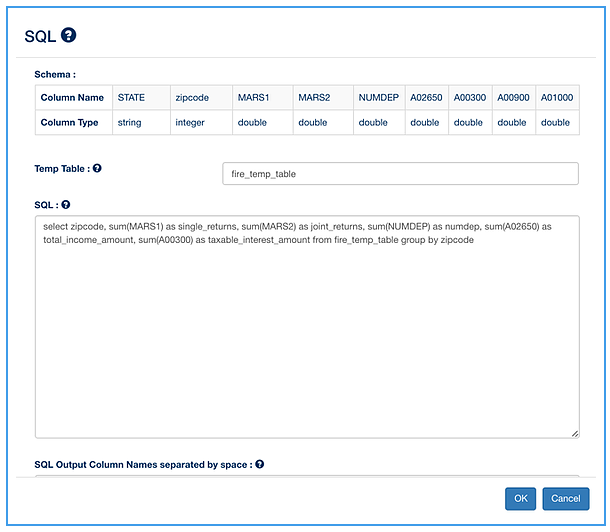 SQL ?
Schema :
Column Name STATE zipcode MARS1 MARS2 NUMDEP A02650 A00300 A00900 A01000
Column Type string integer double double double double double double double
Temp Table : ? fire_temp_table
SQL : ?
select zipcode, sum(MARS1) as single_returns, sum(MARS2) as joint_returns, sum(NUMDEP) as numdep, sum(A02650) as
total_income_amount, sum(A00300) as taxable_interest_amount from fire_temp_table group by zipcode
SQL Output Column Names separated by space : ?
OK Cancel